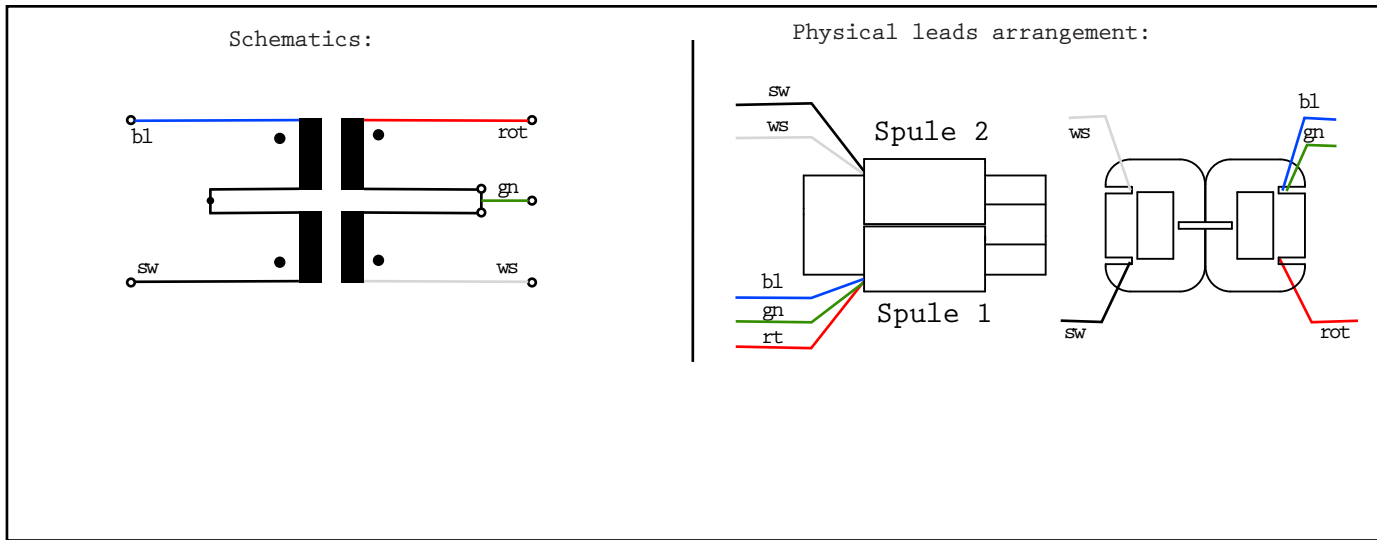 Schematics:
bl
rot
gn
sw
ws
Physical leads arrangement:
sw
ws
Spule 2
bl
gn
rt
Spule 1
ws
bl
gn
sw
rot